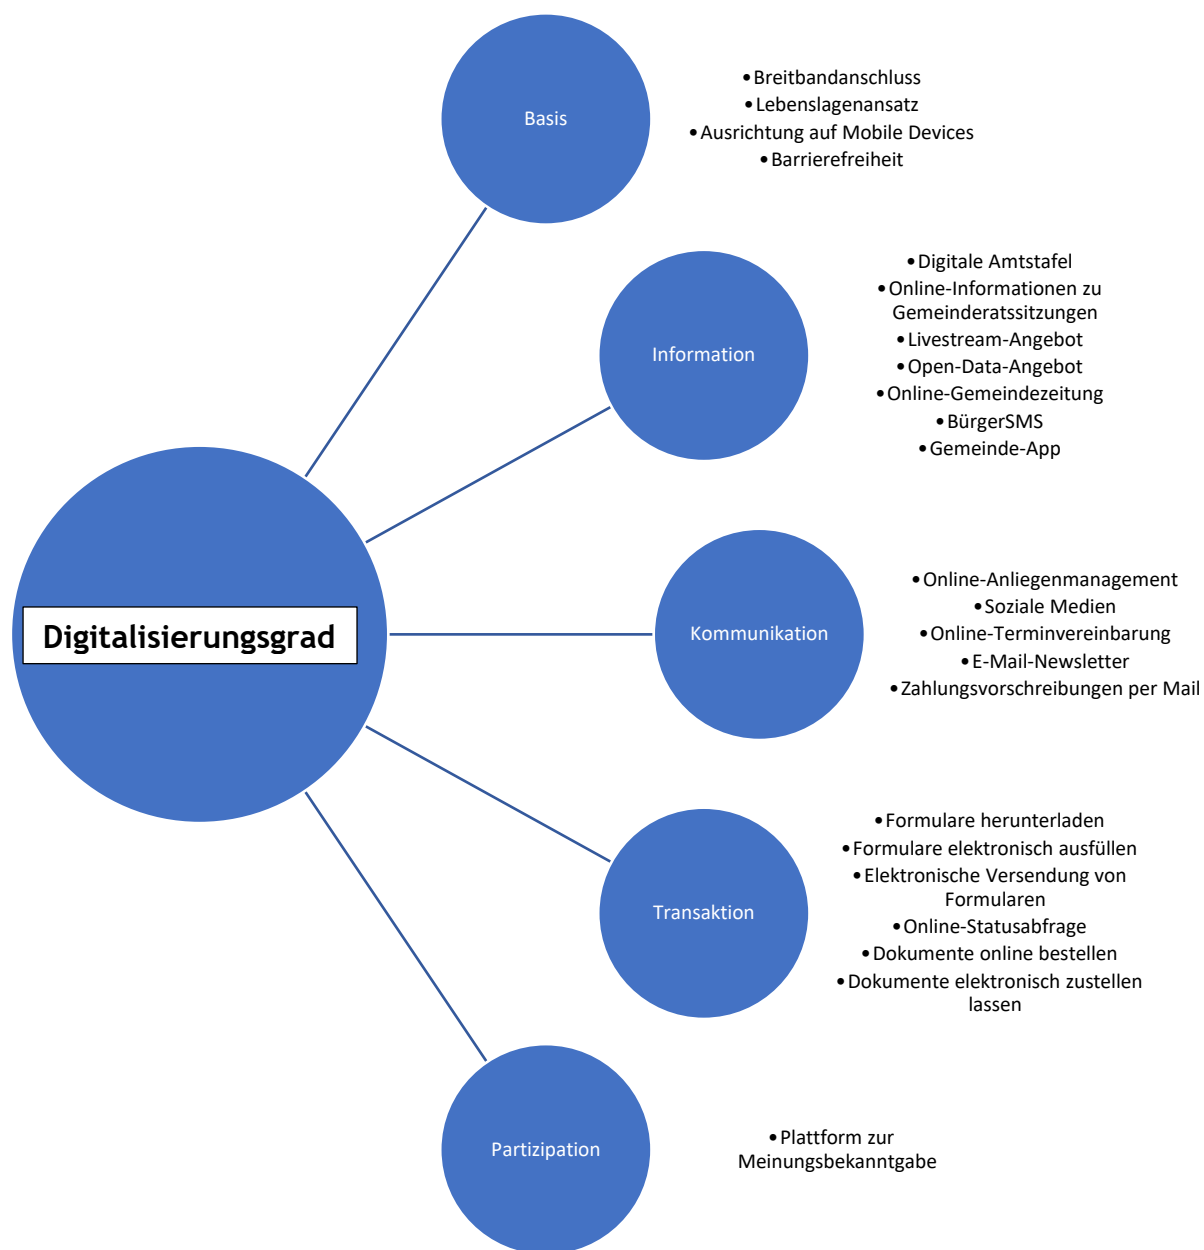 Basis
•Breitbandanschluss
•Lebenslagenansatz
•Ausrichtung auf Mobile Devices
•Barrierefreiheit
Information
•Digitale Amtstafel
•Online-Informationen zu
Gemeinderatssitzungen
•Livestream-Angebot
•Open-Data-Angebot
•Online-Gemeindezeitung
•BürgerSMS
•Gemeinde-App
Digitalisierungsgrad
Kommunikation
•Online-Anliegenmanagement
•Soziale Medien
•Online-Terminvereinbarung
•E-Mail-Newsletter
•Zahlungsvorschreibungen per Mail
Transaktion
•Formulare herunterladen
•Formulare elektronisch ausfüllen
•Elektronische Versendung von
Formularen
•Online-Statusabfrage
•Dokumente online bestellen
•Dokumente elektronisch zustellen
lassen
Partizipation
•Plattform zur
Meinungsbekanntgabe